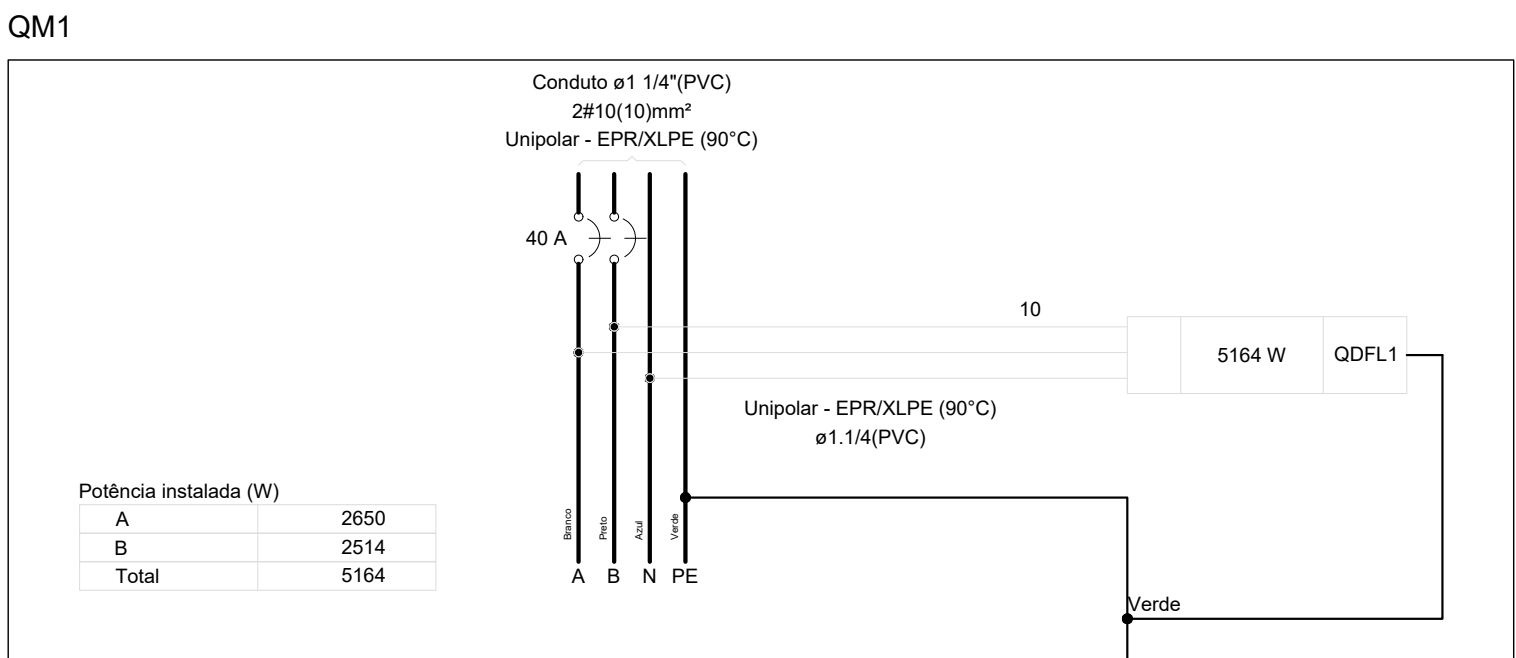 QM1
Conduto ø1 1/4"(PVC)
2#10(10)mm²
Unipolar - EPR/XLPE (90°C)
40 A
10
5164 W
QDFL1
Unipolar - EPR/XLPE (90°C)
ø1.1/4(PVC)
Potência instalada (W)
A 2650
B 2514
Total 5164
Branco
Preto
Azul
Verde
A B N PE
Verde